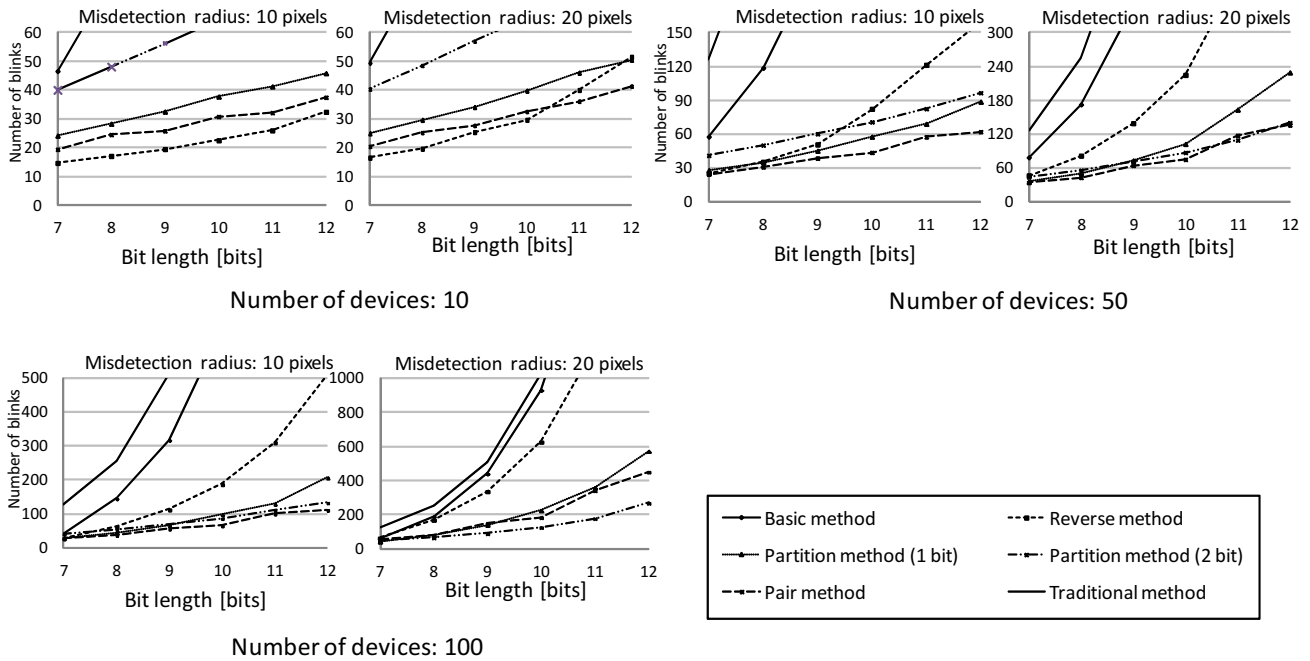 Misdetection radius: 10 pixels
Number of blinks
60
50
40
30
20
10
0
7 8 9 10 11 12
Bit length [bits]
Misdetection radius: 20 pixels
60
50
40
30
20
10
0
7 8 9 10 11 12
Bit length [bits]
Number of devices: 10
Misdetection radius: 10 pixels
Number of blinks
150
120
90
60
30
0
7 8 9 10 11 12
Bit length [bits]
Misdetection radius: 20 pixels
300
240
180
120
60
0
7 8 9 10 11 12
Bit length [bits]
Number of devices: 50
Misdetection radius: 10 pixels
Number of blinks
500
400
300
200
100
0
7 8 9 10 11 12
Bit length [bits]
Misdetection radius: 20 pixels
1000
800
600
400
200
0
7 8 9 10 11 12
Bit length [bits]
Number of devices: 100
Basic method
Reverse method
Partition method (1 bit)
Partition method (2 bit)
Pair method
Traditional method